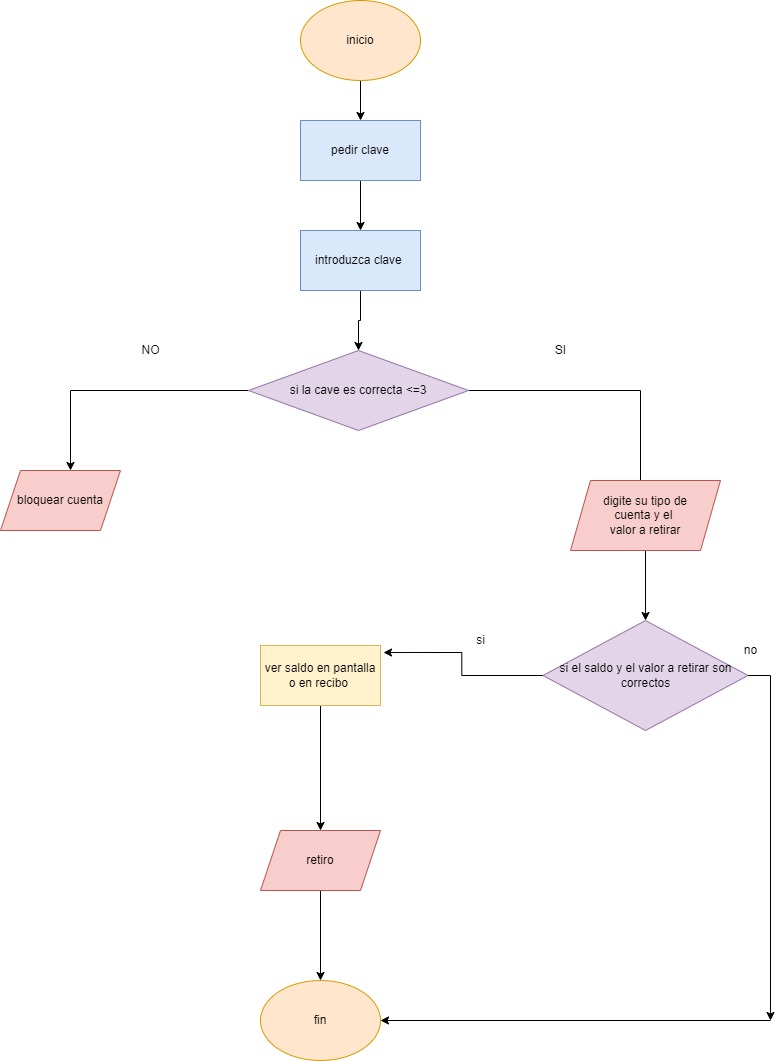 inicio
pedir clave
introduzca clave
NO
SI
si la cave es correcta <=3
bloquear cuenta
digite su tipo de
cuenta y el
valor a retirar
si
no
ver saldo en pantalla
o en recibo
si el saldo y el valor a retirar son
correctos
retiro
fin